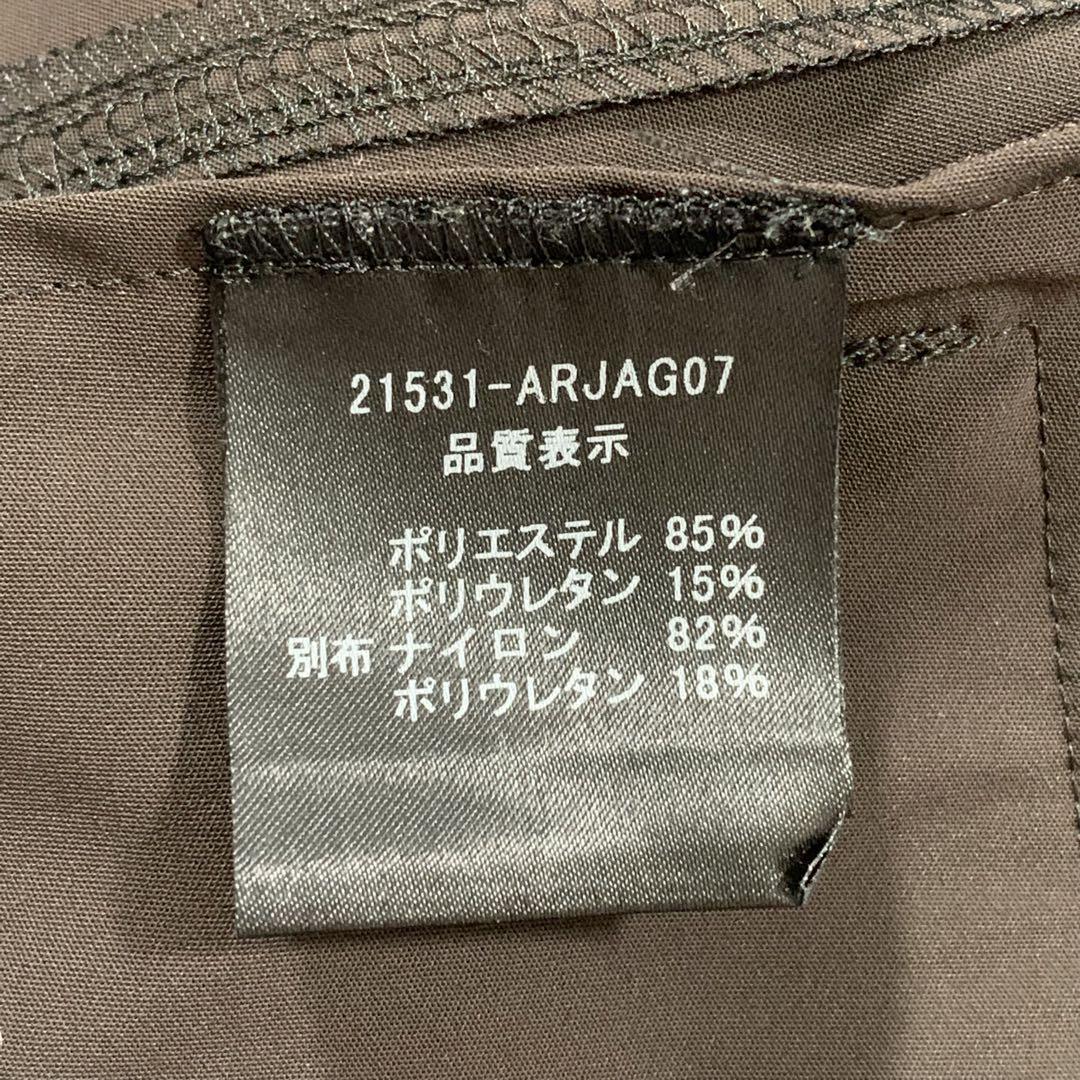 21531-ARJAG07
品質表示
ポリエステル 85%
ポリウレタン 15%
別布 ナイロン 82%
ポリウレタン 18%